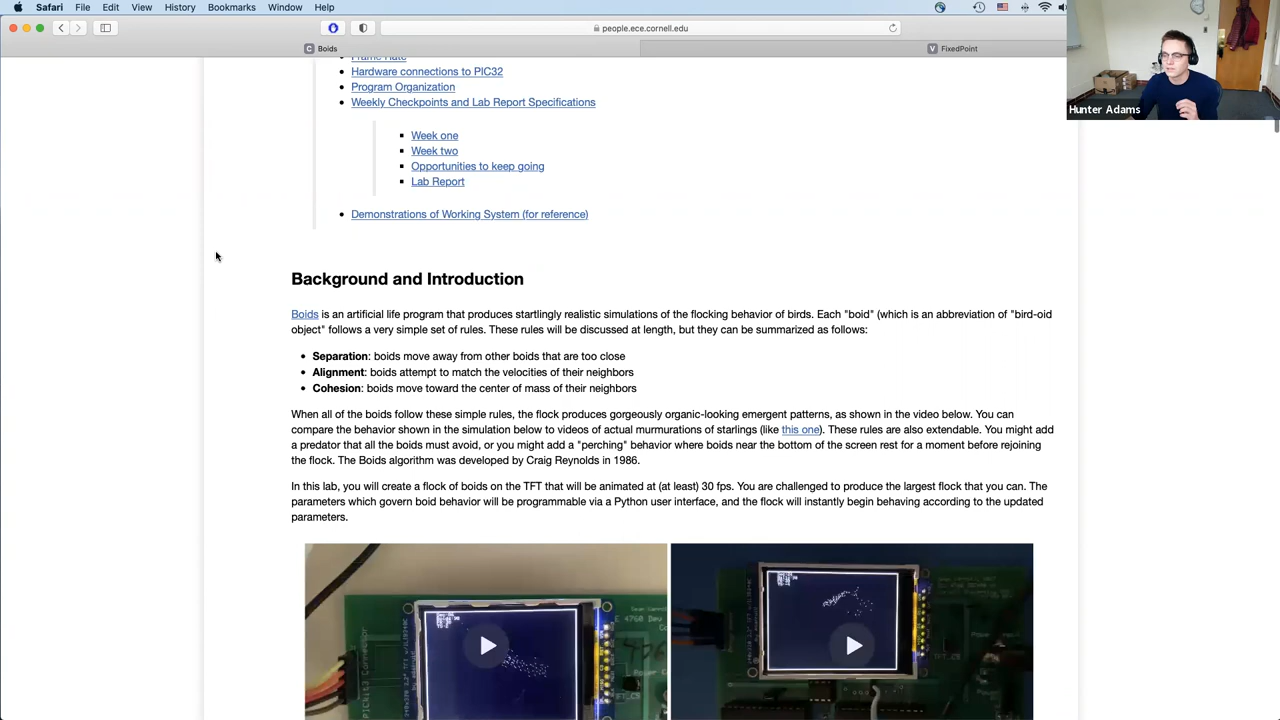 Safari File Edit View History Bookmarks Window Help
people.ece.cornell.edu
Boids
FixedPoint
Hunter Adams
Frame Rate
Hardware connections to PIC32
Program Organization
Weekly Checkpoints and Lab Report Specifications
Week one
Week two
Opportunities to keep going
Lab Report
Demonstrations of Working System (for reference)
Background and Introduction
Boids is an artificial life program that produces startlingly realistic simulations of the flocking behavior of birds. Each "boid" (which is an abbreviation of "bird-oid
object" follows a very simple set of rules. These rules will be discussed at length, but they can be summarized as follows:
Separation: boids move away from other boids that are too close
Alignment: boids attempt to match the velocities of their neighbors
Cohesion: boids move toward the center of mass of their neighbors
When all of the boids follow these simple rules, the flock produces gorgeously organic-looking emergent patterns, as shown in the video below. You can
compare the behavior shown in the simulation below to videos of actual murmurations of starlings (like this one). These rules are also extendable. You might add
a predator that all the boids must avoid, or you might add a "perching" behavior where boids near the bottom of the screen rest for a moment before rejoining
the flock. The Boids algorithm was developed by Craig Reynolds in 1986.
In this lab, you will create a flock of boids on the TFT that will be animated at (at least) 30 fps. You are challenged to produce the largest flock that you can. The
parameters which govern boid behavior will be programmable via a Python user interface, and the flock will instantly begin behaving according to the updated
parameters.